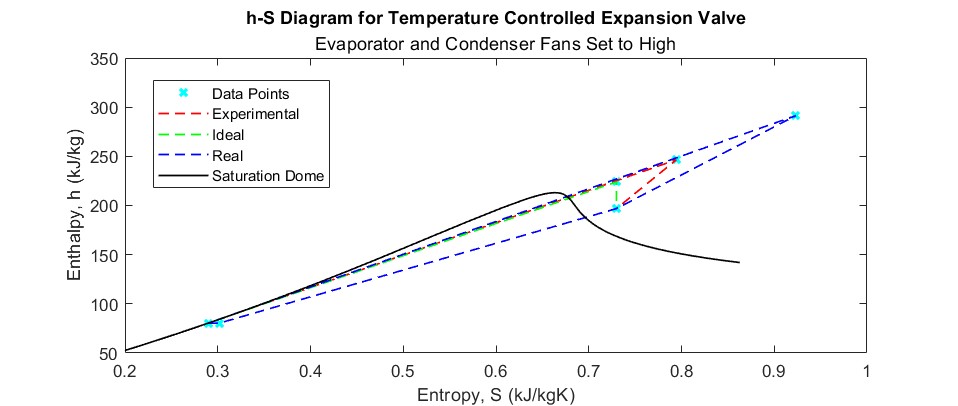 h-S Diagram for Temperature Controlled Expansion Valve
Evaporator and Condenser Fans Set to High
350
300
250
200
150
100
50
Enthalpy, h (kJ/kg)
Data Points
Experimental
Ideal
Real
Saturation Dome
0.2 0.3 0.4 0.5 0.6 0.7 0.8 0.9 1
Entropy, S (kJ/kgK)